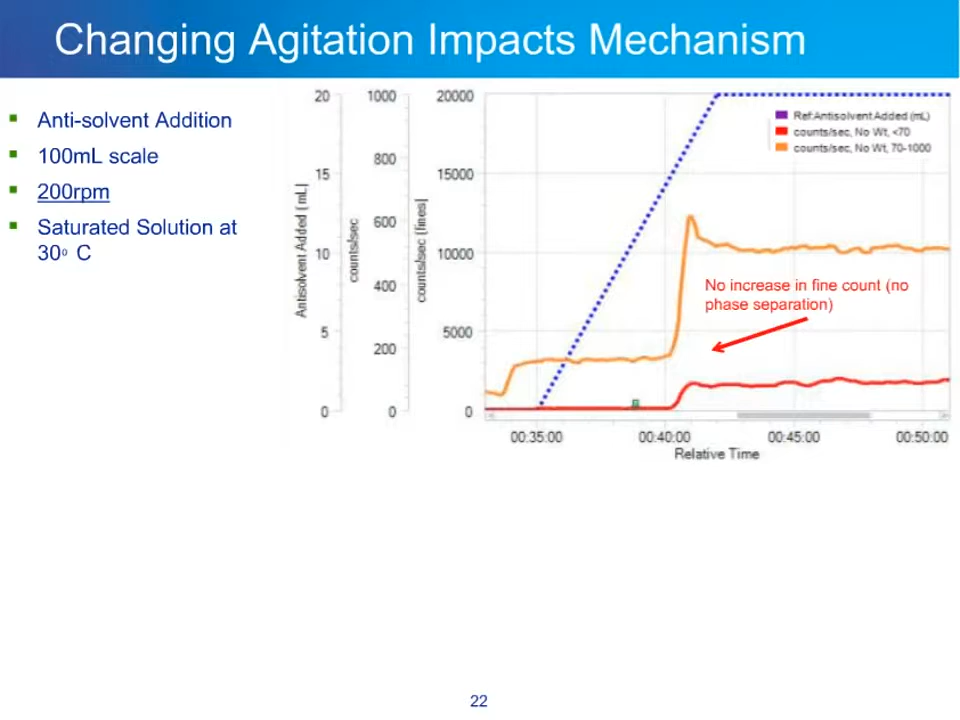 Changing Agitation Impacts Mechanism
Anti-solvent Addition
100mL scale
200rpm
Saturated Solution at
30° C
20
15
10
5
0
Antisolvent Added ( mL)
1000
800
600
400
200
0
counts/sec
20000
15000
10000
5000
0
counts/sec (fines)
Ref:Antisolvent Added (mL)
counts/sec, No Wt, <70
counts/sec, No Wt, 70-1000
No increase in fine count (no
phase separation)
00:35:00
00:40:00
00:45:00
00:50:00
Relative Time
22